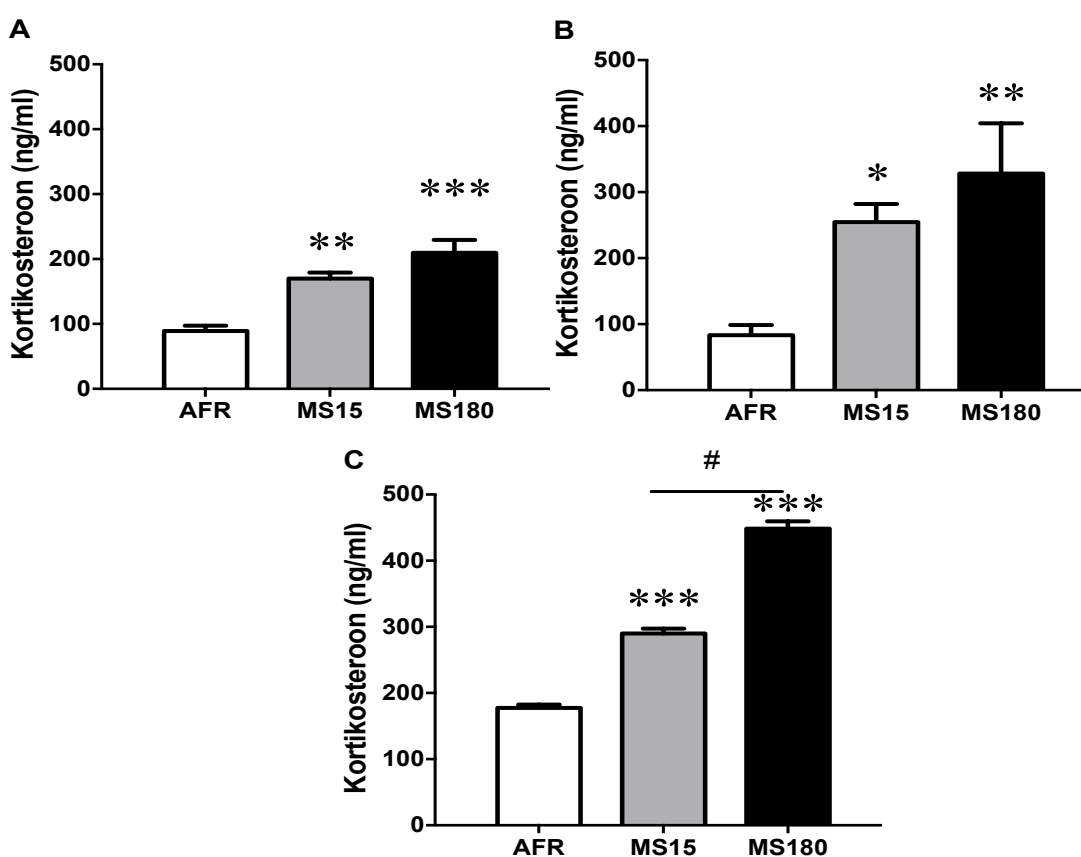 A
Kortikosteroon (ng/ml)
500
400
300
200
100
0
**
***
AFR MS15 MS180
B
Kortikosteroon (ng/ml)
500
400
300
200
100
0
*
**
AFR MS15 MS180
C
Kortikosteroon (ng/ml)
500
400
300
200
100
0
#
***
***
AFR MS15 MS180